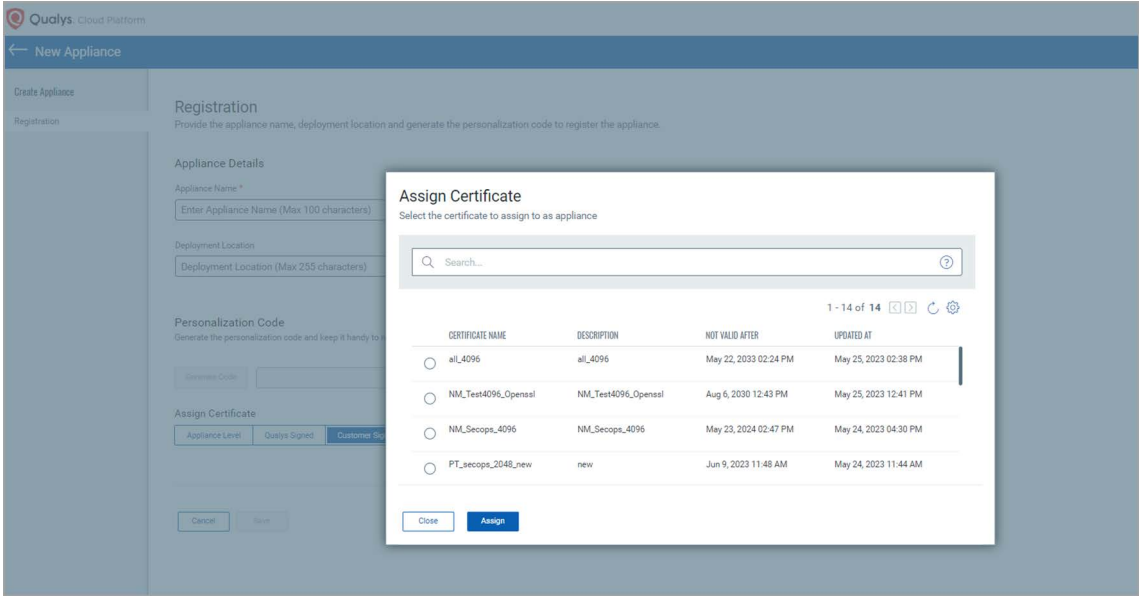 Qualys. Cloud Platform
New Appliance
Create Appliance
Registration
Registration
Provide the appliance name, deployment location and generate the personalization code to register the appliance.
Appliance Details
Appliance Name *
Enter Appliance Name (Max 100 characters)
Deployment Location
Deployment Location (Max 255 characters)
Personalization Code
Generate the personalization code and keep it handy to
Generate Code
Assign Certificate
Appliance Level Qualys Signed Customer
Cancel Save
Assign Certificate
Select the certificate to assign to as appliance
Search...
1 - 14 of 14
CERTIFICATE NAME DESCRIPTION NOT VALID AFTER UPDATED AT
all_4096 all_4096 May 22, 2033 02:24 PM May 25, 2023 02:38 PM
NM_Test4096_Openssl NM_Test4096_Openssl Aug 6, 2030 12:43 PM May 25, 2023 12:41 PM
NM_Secops_4096 NM_Secops_4096 May 23, 2024 02:47 PM May 24, 2023 04:30 PM
PT_secops_2048_new new Jun 9, 2023 11:48 AM May 24, 2023 11:44 AM
Close Assign